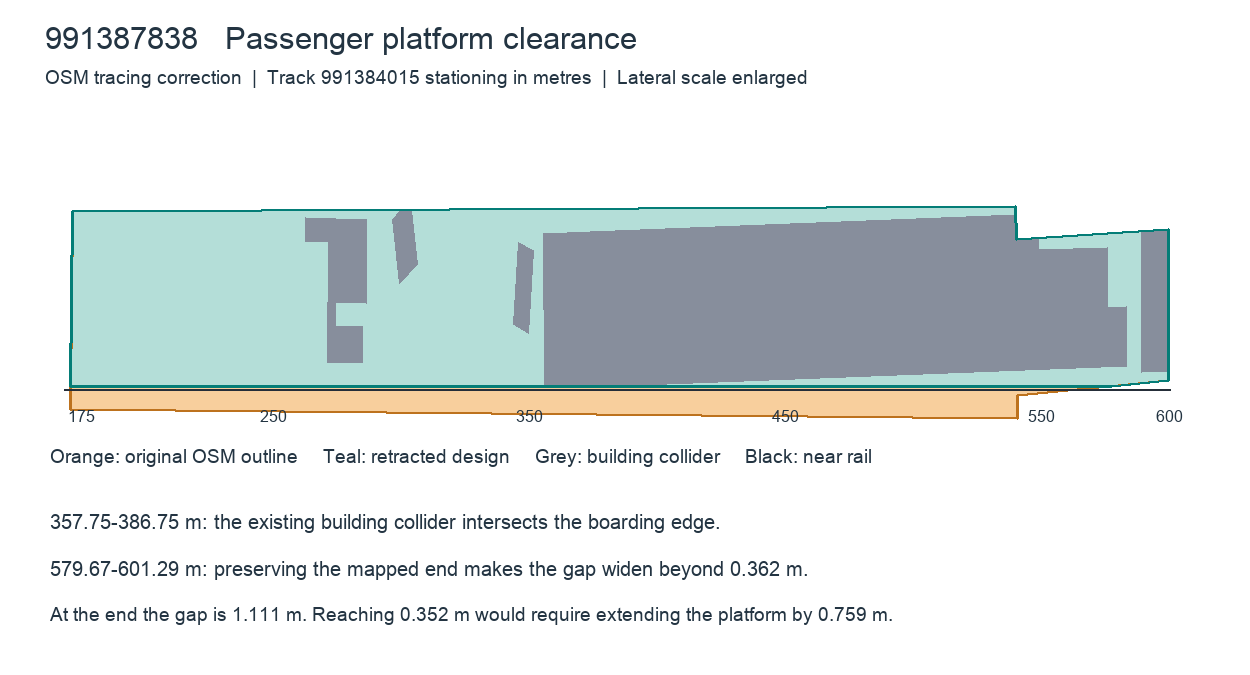 991387838 Passenger platform clearance
OSM tracing correction | Track 991384015 stationing in metres | Lateral scale enlarged
175 250 350 450 550 600
Orange: original OSM outline Teal: retracted design Grey: building collider Black: near rail
357.75-386.75 m: the existing building collider intersects the boarding edge.
579.67-601.29 m: preserving the mapped end makes the gap widen beyond 0.362 m.
At the end the gap is 1.111 m. Reaching 0.352 m would require extending the platform by 0.759 m.